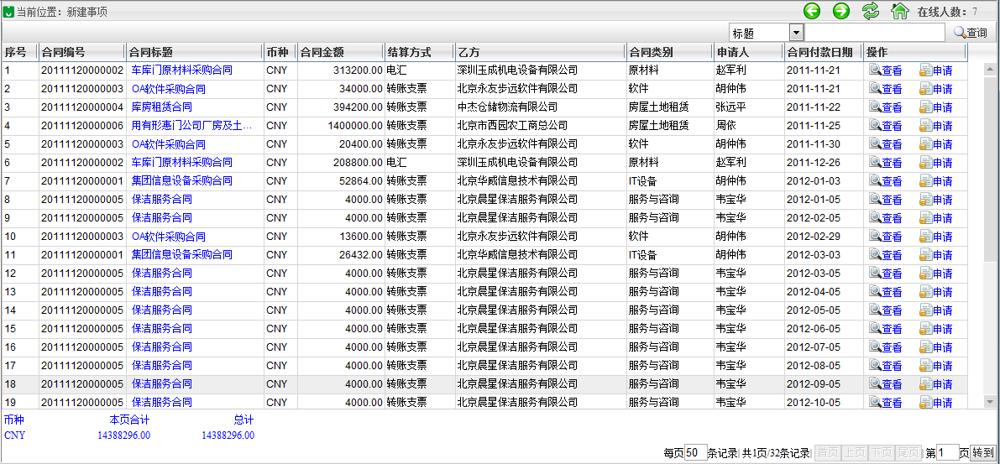 当前位置：新建事项 在线人数：7
标题 查询
序号 合同编号 合同标题 币种 合同金额 结算方式 乙方 合同类别 申请人 合同付款日期 操作
1 20111120000002 车库门原材料采购合同 CNY 313200.00 电汇 深圳玉成机电设备有限公司 原材料 赵军利 2011-11-21 查看 申请
2 20111120000003 OA软件采购合同 CNY 34000.00 转账支票 北京永友步远软件有限公司 软件 胡仲伟 2011-11-21 查看 申请
3 20111120000004 库房租赁合同 CNY 394200.00 转账支票 中杰仓储物流有限公司 房屋土地租赁 张远平 2011-11-22 查看 申请
4 20111120000006 用有形惠门公司厂房及土... CNY 1400000.00 转账支票 北京市西园农工商总公司 房屋土地租赁 周依 2011-11-25 查看 申请
5 20111120000003 OA软件采购合同 CNY 20400.00 转账支票 北京永友步远软件有限公司 软件 胡仲伟 2011-11-30 查看 申请
6 20111120000002 车库门原材料采购合同 CNY 208800.00 电汇 深圳玉成机电设备有限公司 原材料 赵军利 2011-12-26 查看 申请
7 20111120000001 集团信息设备采购合同 CNY 52864.00 转账支票 北京华威信息技术有限公司 IT设备 胡仲伟 2012-01-03 查看 申请
8 20111120000005 保洁服务合同 CNY 4000.00 转账支票 北京晨星保洁服务有限公司 服务与咨询 韦宝华 2012-01-05 查看 申请
9 20111120000005 保洁服务合同 CNY 4000.00 转账支票 北京晨星保洁服务有限公司 服务与咨询 韦宝华 2012-02-05 查看 申请
10 20111120000003 OA软件采购合同 CNY 13600.00 转账支票 北京永友步远软件有限公司 软件 胡仲伟 2012-02-29 查看 申请
11 20111120000001 集团信息设备采购合同 CNY 26432.00 转账支票 北京华威信息技术有限公司 IT设备 胡仲伟 2012-03-03 查看 申请
12 20111120000005 保洁服务合同 CNY 4000.00 转账支票 北京晨星保洁服务有限公司 服务与咨询 韦宝华 2012-03-05 查看 申请
13 20111120000005 保洁服务合同 CNY 4000.00 转账支票 北京晨星保洁服务有限公司 服务与咨询 韦宝华 2012-04-05 查看 申请
14 20111120000005 保洁服务合同 CNY 4000.00 转账支票 北京晨星保洁服务有限公司 服务与咨询 韦宝华 2012-05-05 查看 申请
15 20111120000005 保洁服务合同 CNY 4000.00 转账支票 北京晨星保洁服务有限公司 服务与咨询 韦宝华 2012-06-05 查看 申请
16 20111120000005 保洁服务合同 CNY 4000.00 转账支票 北京晨星保洁服务有限公司 服务与咨询 韦宝华 2012-07-05 查看 申请
17 20111120000005 保洁服务合同 CNY 4000.00 转账支票 北京晨星保洁服务有限公司 服务与咨询 韦宝华 2012-08-05 查看 申请
18 20111120000005 保洁服务合同 CNY 4000.00 转账支票 北京晨星保洁服务有限公司 服务与咨询 韦宝华 2012-09-05 查看 申请
19 20111120000005 保洁服务合同 CNY 4000.00 转账支票 北京晨星保洁服务有限公司 服务与咨询 韦宝华 2012-10-05 查看 申请
币种 本页合计 总计
CNY 14388296.00 14388296.00
每页50条记录| 共1页/32条记录| 首页 上页 下页 尾页 | 第1页 转到